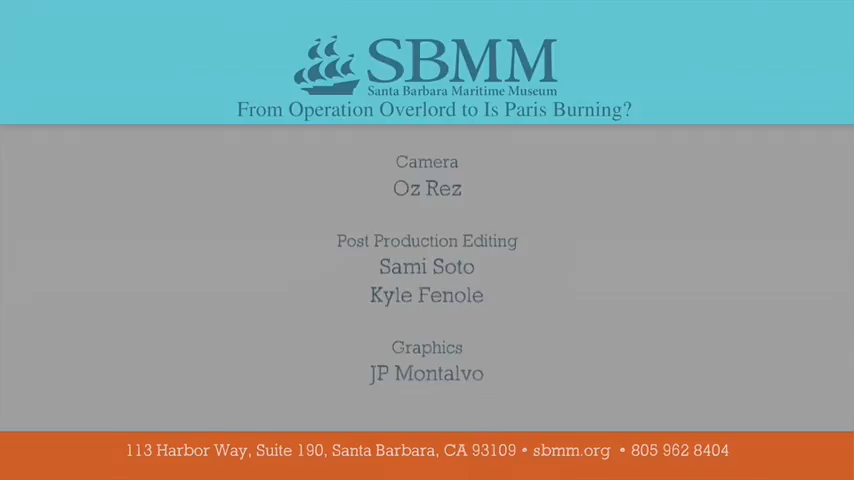 SBMM
Santa Barbara Maritime Museum
From Operation Overlord to Is Paris Burning?
Camera
Oz Rez
Post Production Editing
Sami Soto
Kyle Fenole
Graphics
JP Montalvo
113 Harbor Way, Suite 190, Santa Barbara, CA 93109 • sbmm.org • 805 962 8404